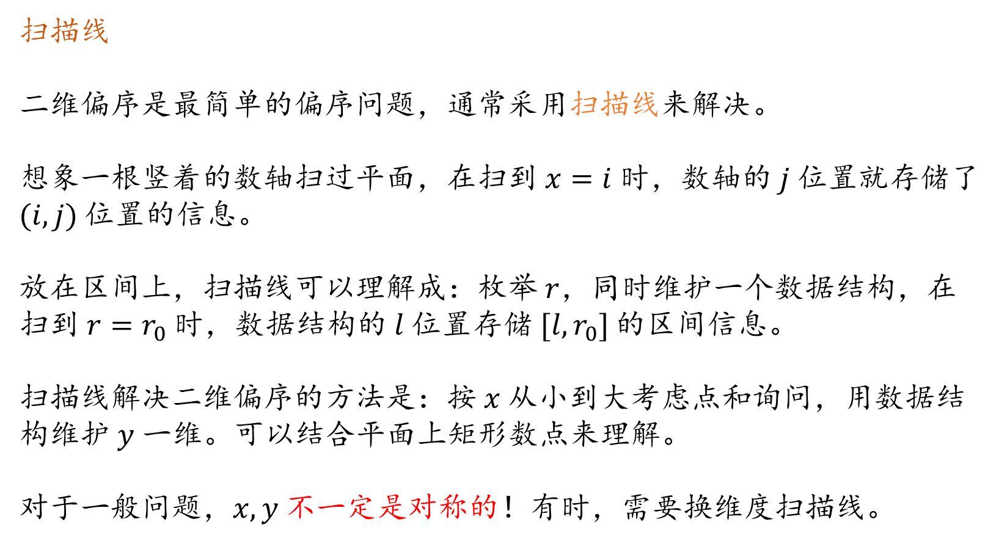 扫描线
二维偏序是最简单的偏序问题，通常采用扫描线来解决。
想象一根竖着的数轴扫过平面，在扫到 x = i 时，数轴的 j 位置就存储了
(i, j) 位置的信息。
放在区间上，扫描线可以理解成：枚举 r，同时维护一个数据结构，在
扫到 r = r₀ 时，数据结构的 l 位置存储 [l, r₀] 的区间信息。
扫描线解决二维偏序的方法是：按 x 从小到大考虑点和询问，用数据结
构维护 y 一维。可以结合平面上矩形数点来理解。
对于一般问题，x, y 不一定是对称的！有时，需要换维度扫描线。